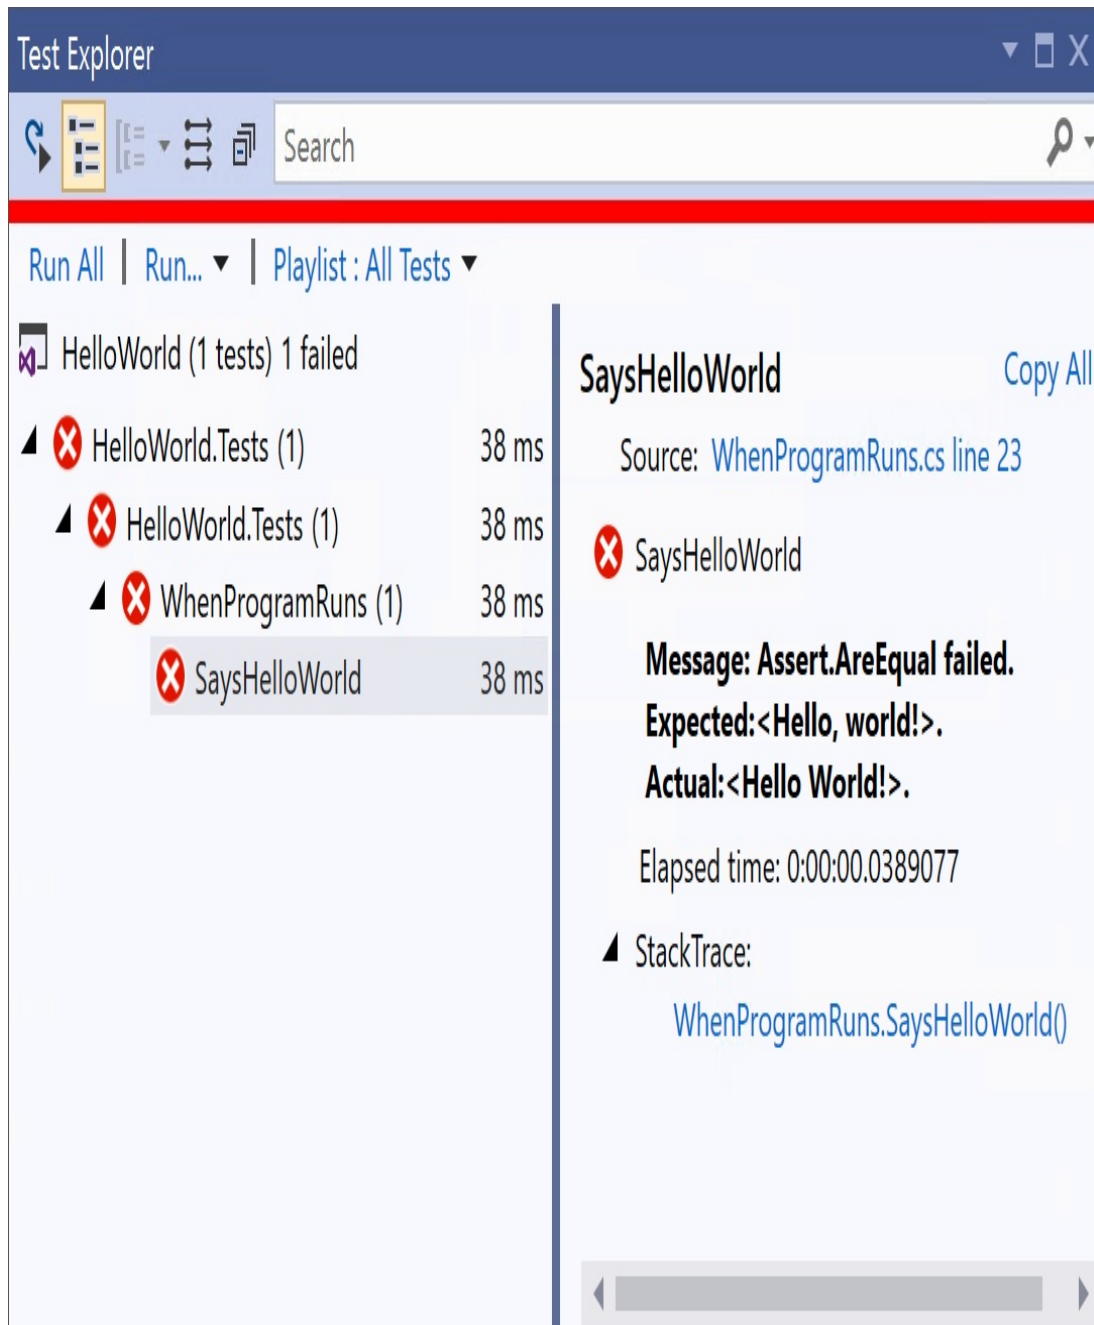 Test Explorer
Search
Run All | Run... | Playlist : All Tests
HelloWorld (1 tests) 1 failed
HelloWorld.Tests (1) 38 ms
HelloWorld.Tests (1) 38 ms
WhenProgramRuns (1) 38 ms
SaysHelloWorld 38 ms
SaysHelloWorld Copy All
Source: WhenProgramRuns.cs line 23
SaysHelloWorld
Message: Assert.AreEqual failed.
Expected:<Hello, world!>.
Actual:<Hello World!>.
Elapsed time: 0:00:00.0389077
StackTrace:
WhenProgramRuns.SaysHelloWorld()